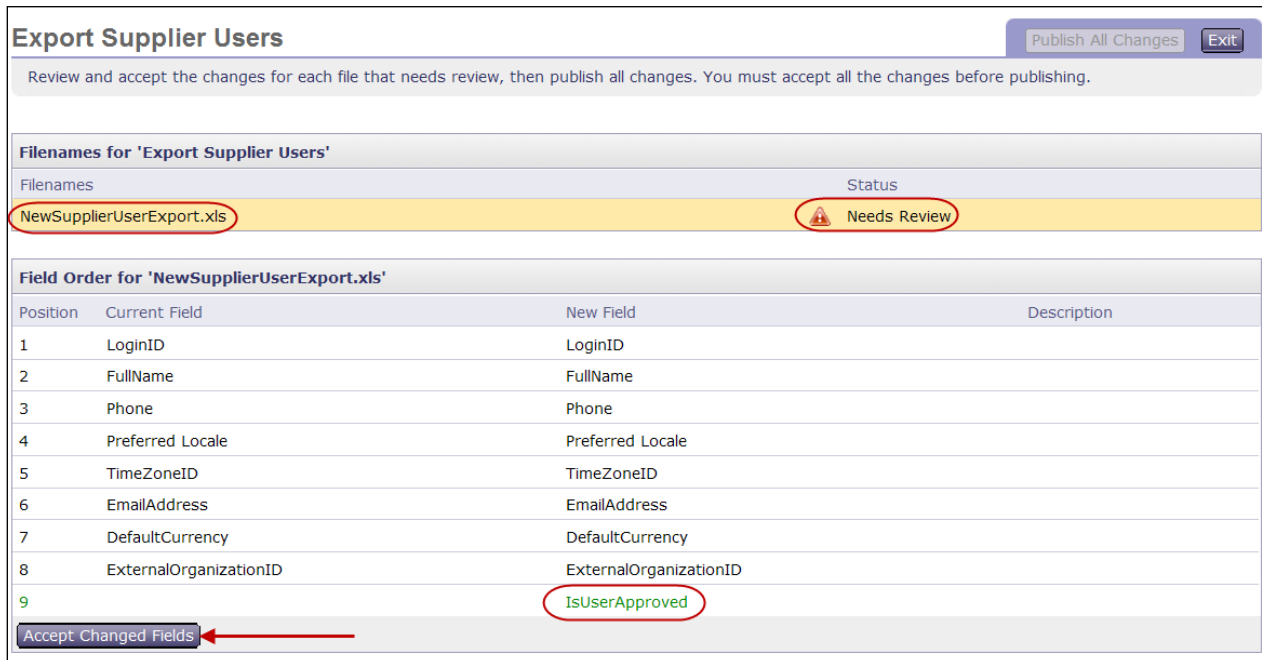 Export Supplier Users
Publish All Changes Exit
Review and accept the changes for each file that needs review, then publish all changes. You must accept all the changes before publishing.
Filenames for 'Export Supplier Users'
Filenames Status
NewSupplierUserExport.xls Needs Review
Field Order for 'NewSupplierUserExport.xls'
Position Current Field New Field Description
1 LoginID LoginID
2 FullName FullName
3 Phone Phone
4 Preferred Locale Preferred Locale
5 TimeZoneID TimeZoneID
6 EmailAddress EmailAddress
7 DefaultCurrency DefaultCurrency
8 ExternalOrganizationID ExternalOrganizationID
9 IsUserApproved
Accept Changed Fields